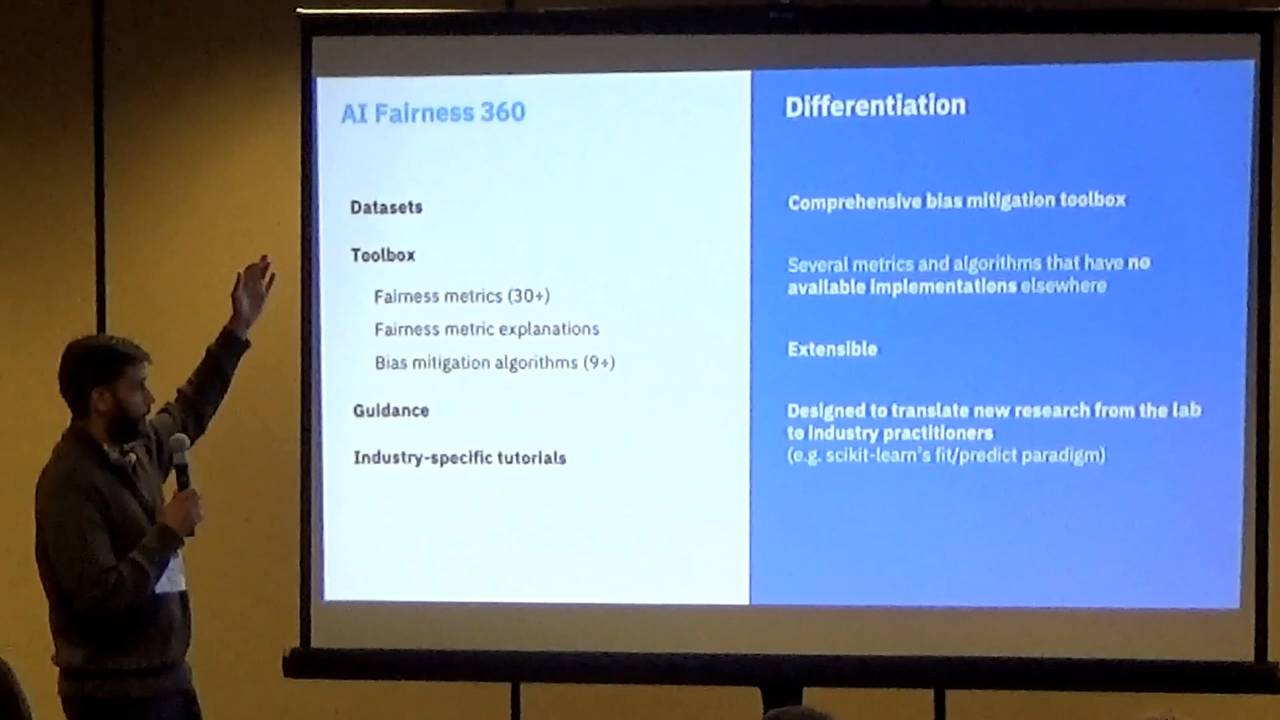 AI Fairness 360
Datasets
Toolbox
Fairness metrics (30+)
Fairness metric explanations
Bias mitigation algorithms (9+)
Guidance
Industry-specific tutorials
Differentiation
Comprehensive bias mitigation toolbox
Several metrics and algorithms that have no
available implementations elsewhere
Extensible
Designed to translate new research from the lab
to industry practitioners
(e.g. scikit-learn's fit/predict paradigm)